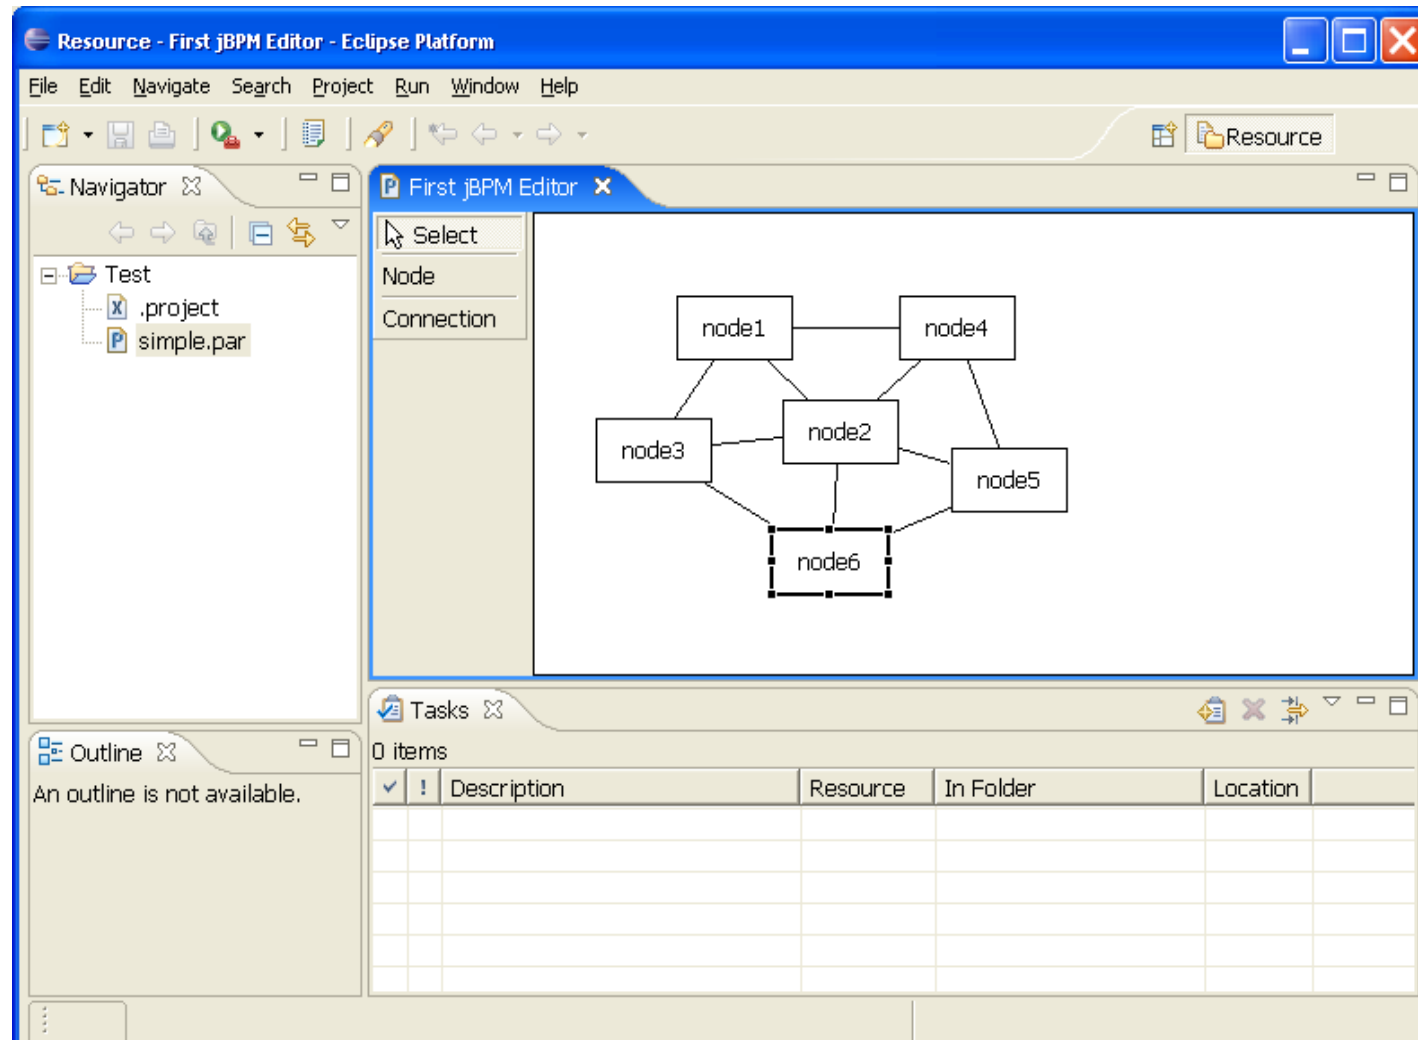 Resource - First jBPM Editor - Eclipse Platform
File Edit Navigate Search Project Run Window Help
Resource
Navigator
First jBPM Editor
Select
Node
Connection
Test
.project
simple.par
node1
node4
node2
node3
node5
node6
Tasks
0 items
! Description Resource In Folder Location
Outline
An outline is not available.